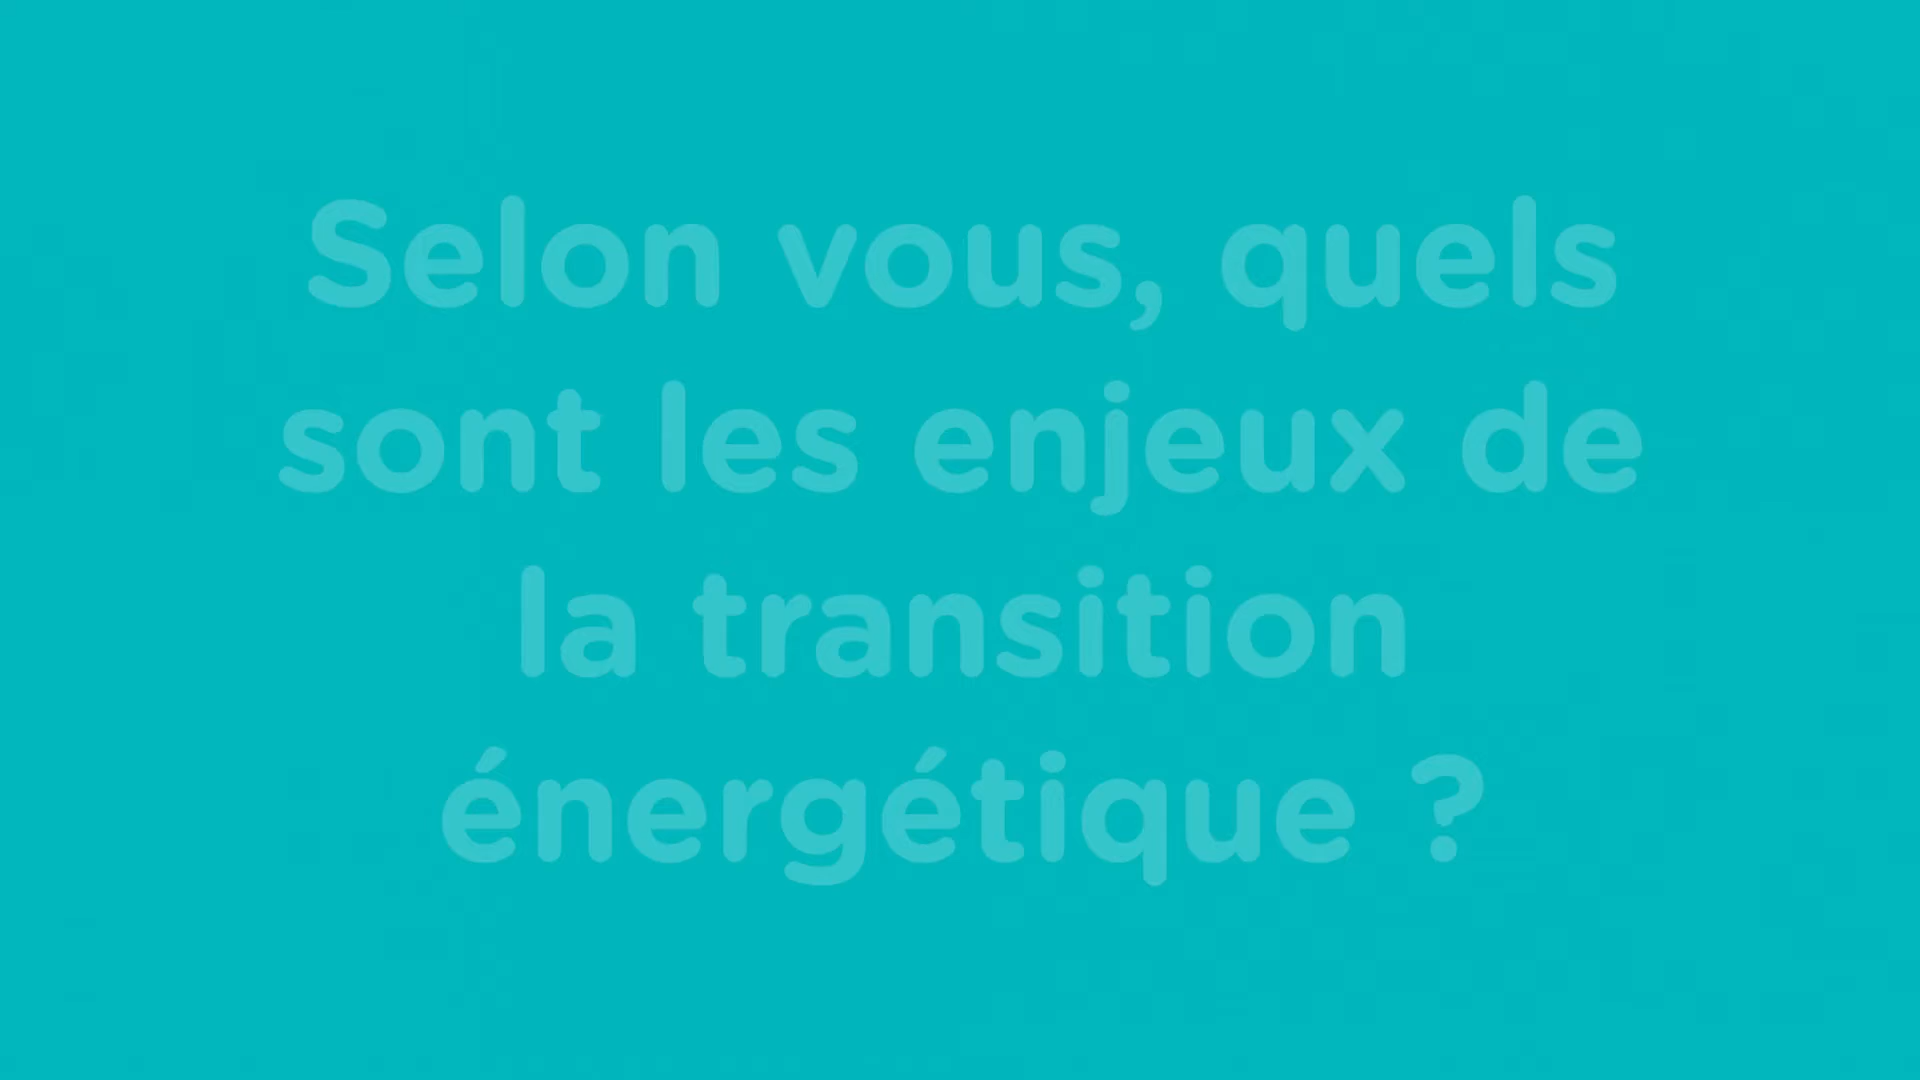 Selon vous, quels
sont les enjeux de
la transition
énergétique ?